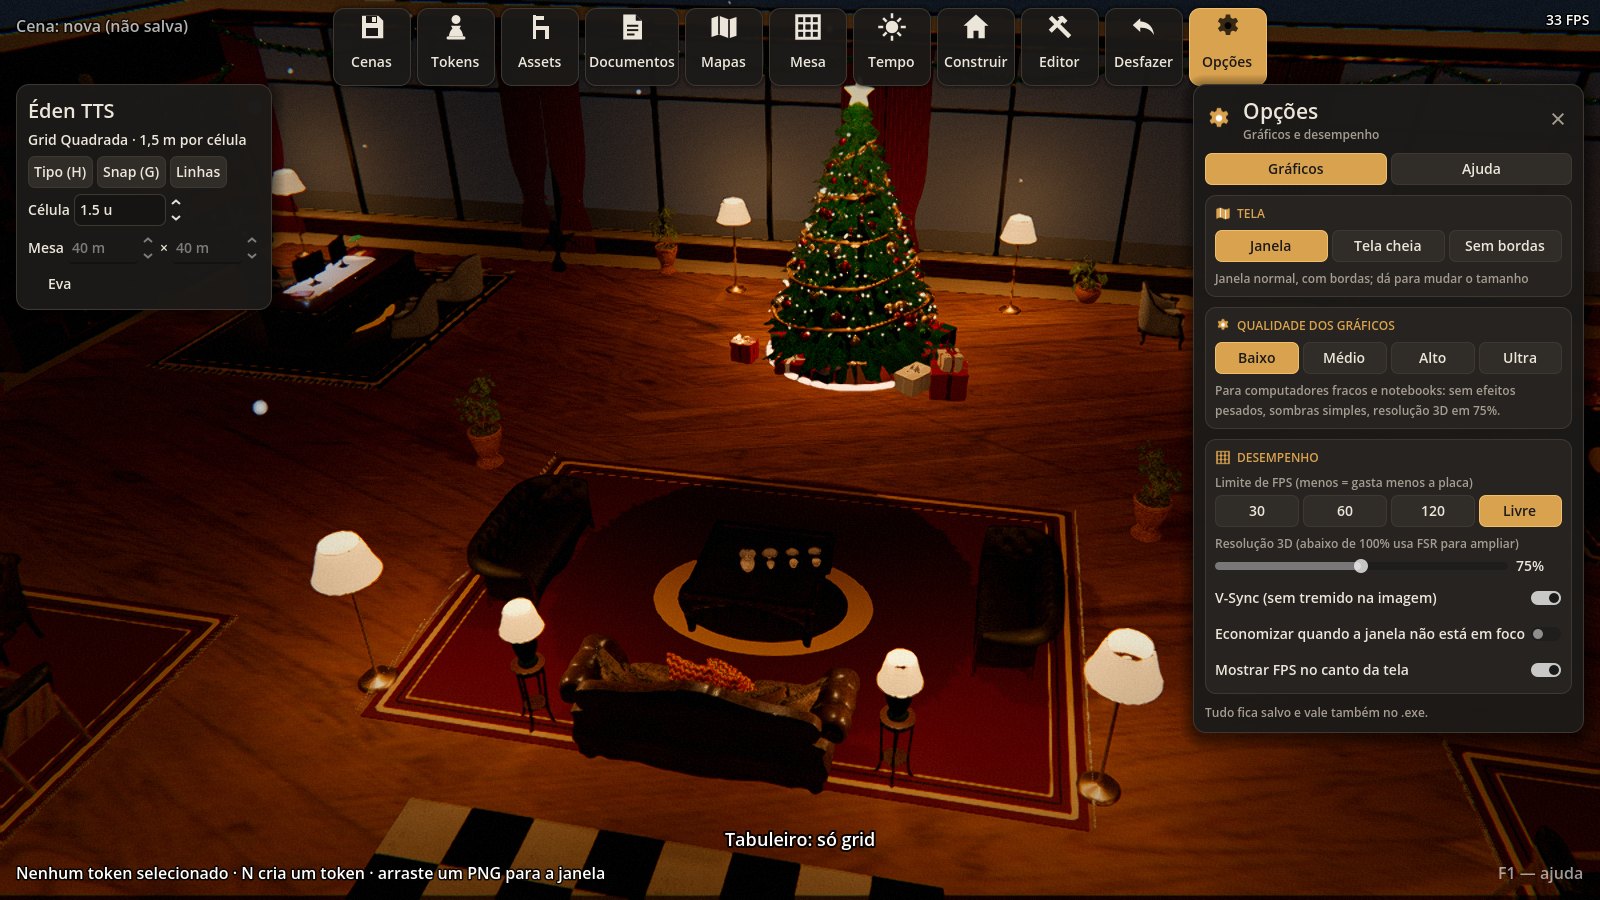 Cena: nova (não salva)
33 FPS
Cenas
Tokens
Assets
Documentos
Mapas
Mesa
Tempo
Construir
Editor
Desfazer
Opções
Éden TTS
Grid Quadrada · 1,5 m por célula
Tipo (H) Snap (G) Linhas
Célula 1.5 u
Mesa 40 m × 40 m
Eva
Opções
Gráficos e desempenho
Gráficos Ajuda
TELA
Janela Tela cheia Sem bordas
Janela normal, com bordas; dá para mudar o tamanho
QUALIDADE DOS GRÁFICOS
Baixo Médio Alto Ultra
Para computadores fracos e notebooks: sem efeitos
pesados, sombras simples, resolução 3D em 75%.
DESEMPENHO
Limite de FPS (menos = gasta menos a placa)
30 60 120 Livre
Resolução 3D (abaixo de 100% usa FSR para ampliar)
75%
V-Sync (sem tremido na imagem)
Economizar quando a janela não está em foco
Mostrar FPS no canto da tela
Tudo fica salvo e vale também no .exe.
Tabuleiro: só grid
Nenhum token selecionado · N cria um token · arraste um PNG para a janela
F1 — ajuda